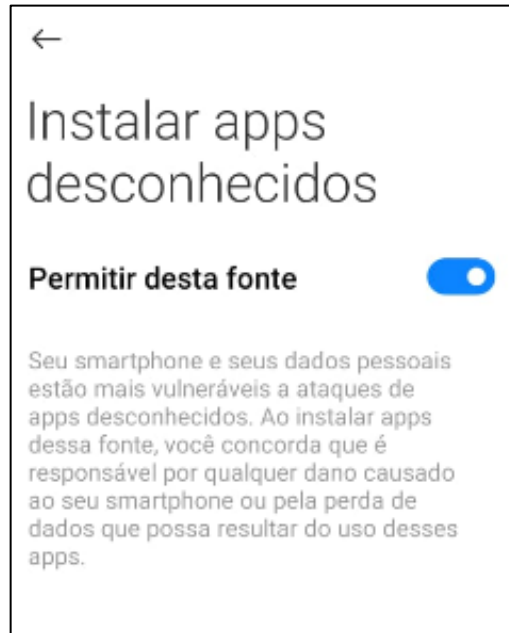 Instalar apps
desconhecidos
Permitir desta fonte
Seu smartphone e seus dados pessoais
estão mais vulneráveis a ataques de
apps desconhecidos. Ao instalar apps
dessa fonte, você concorda que é
responsável por qualquer dano causado
ao seu smartphone ou pela perda de
dados que possa resultar do uso desses
apps.